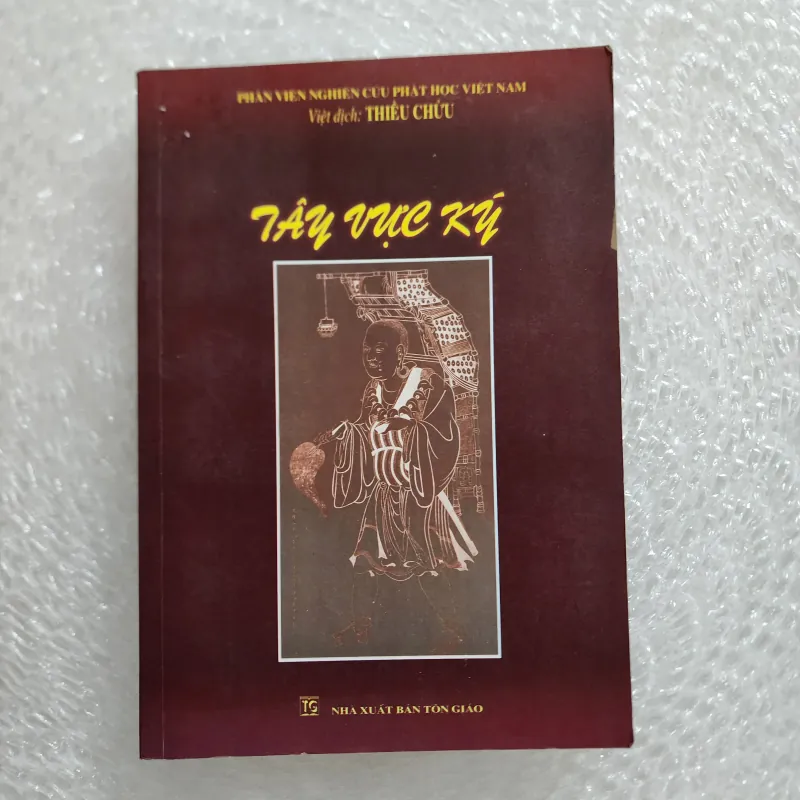 PHÂN VIỆN NGHIÊN CỨU PHẬT HỌC VIỆT NAM
Việt dịch: THIỀU CHỬU
TÂY VỰC KÝ
TG NHÀ XUẤT BẢN TÔN GIÁO